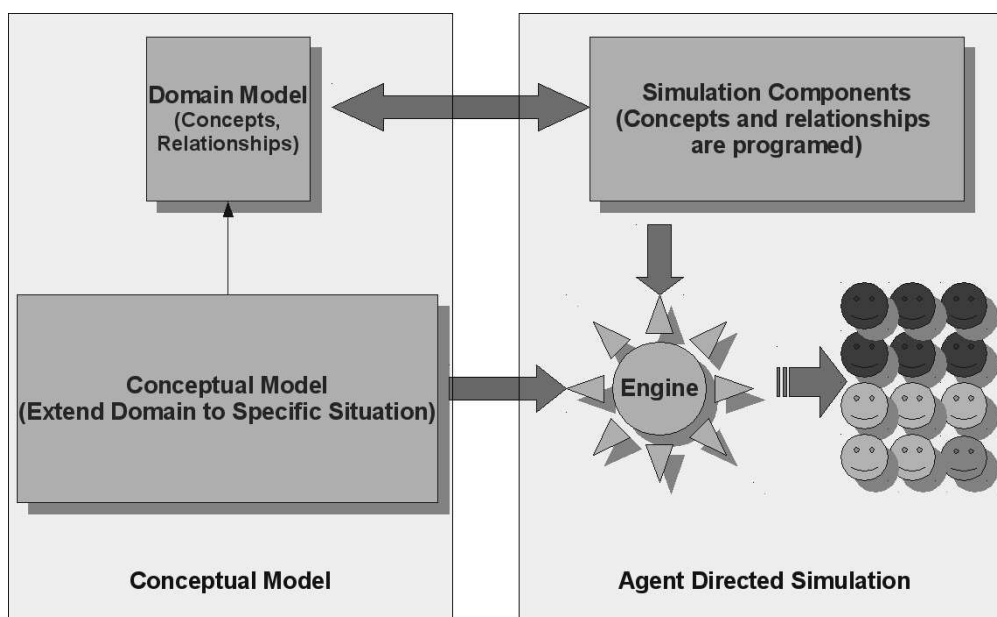 Domain Model
(Concepts,
Relationships)
Simulation Components
(Concepts and relationships
are programed)
Conceptual Model
(Extend Domain to Specific Situation)
Engine
Conceptual Model
Agent Directed Simulation